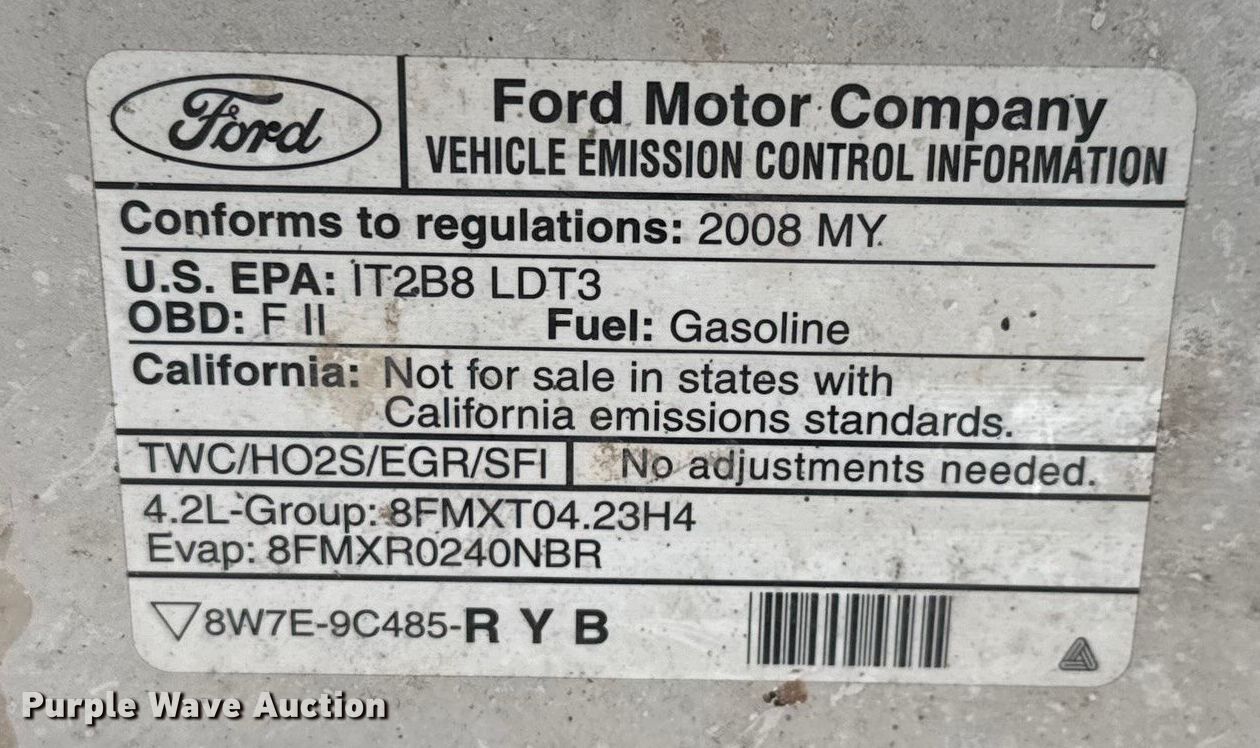 Ford
Ford Motor Company
VEHICLE EMISSION CONTROL INFORMATION
Conforms to regulations: 2008 MY
U.S. EPA: IT2B8 LDT3
OBD: F II Fuel: Gasoline
California: Not for sale in states with
California emissions standards.
TWC/HO2S/EGR/SFI No adjustments needed.
4.2L-Group: 8FMXT04.23H4
Evap: 8FMXR0240NBR
8W7E-9C485-R Y B
Purple Wave Auction